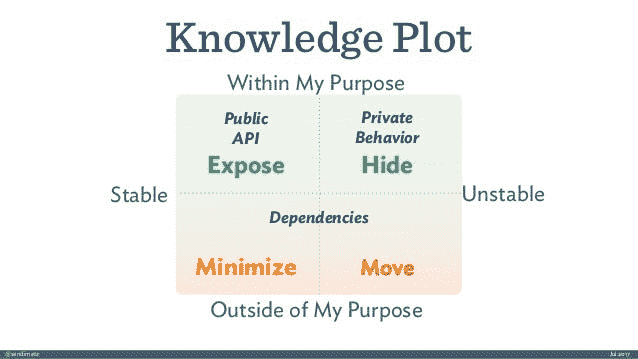 Knowledge Plot
Within My Purpose
Public
API
Private
Behavior
Expose
Hide
Stable
Unstable
Dependencies
Minimize
Move
Outside of My Purpose
@sandimetz
Jul 2017